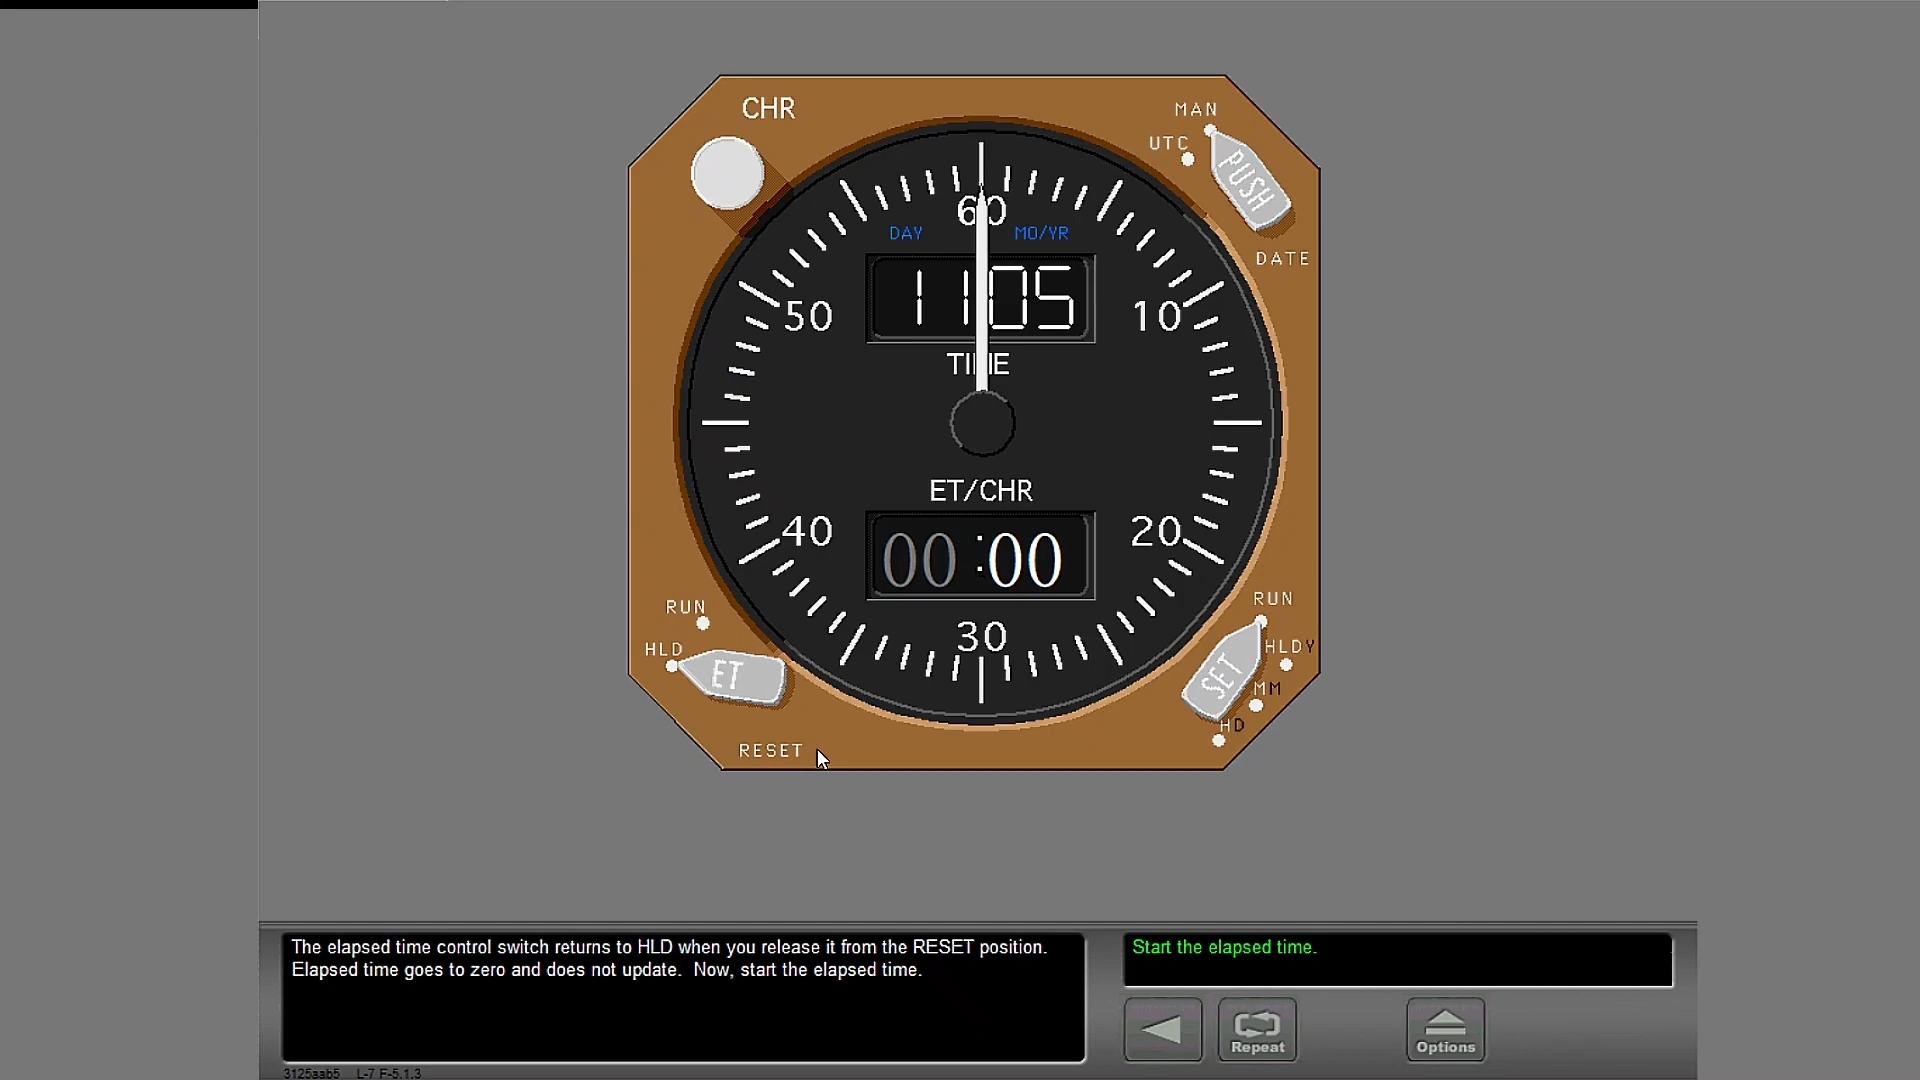 CHR
MAN
UTC
PUSH
DATE
60
DAY MO/YR
11 05
50 10
TIME
ET/CHR
40 20
00 :00
30
RUN RUN
HLD HLDY
ET SET
MM
HD
RESET
The elapsed time control switch returns to HLD when you release it from the RESET position.
Elapsed time goes to zero and does not update. Now, start the elapsed time.
Start the elapsed time.
Repeat
Options
3125aab5 L-7 F-5.1.3